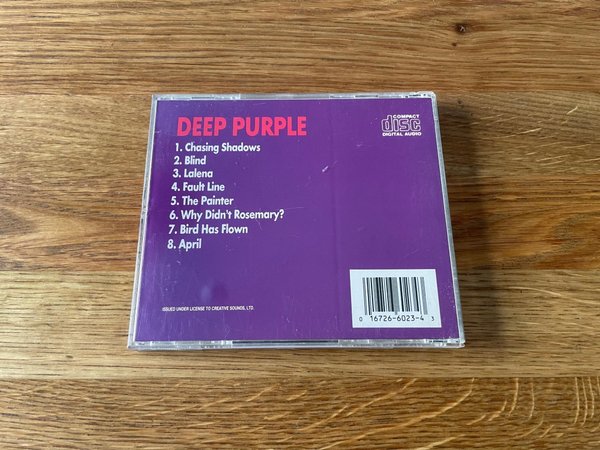 DEEP PURPLE
COMPACT
disc
DIGITAL AUDIO
1. Chasing Shadows
2. Blind
3. Lalena
4. Fault Line
5. The Painter
6. Why Didn't Rosemary?
7. Bird Has Flown
8. April
ISSUED UNDER LICENSE TO CREATIVE SOUNDS, LTD.
0 16726-6023-4 3